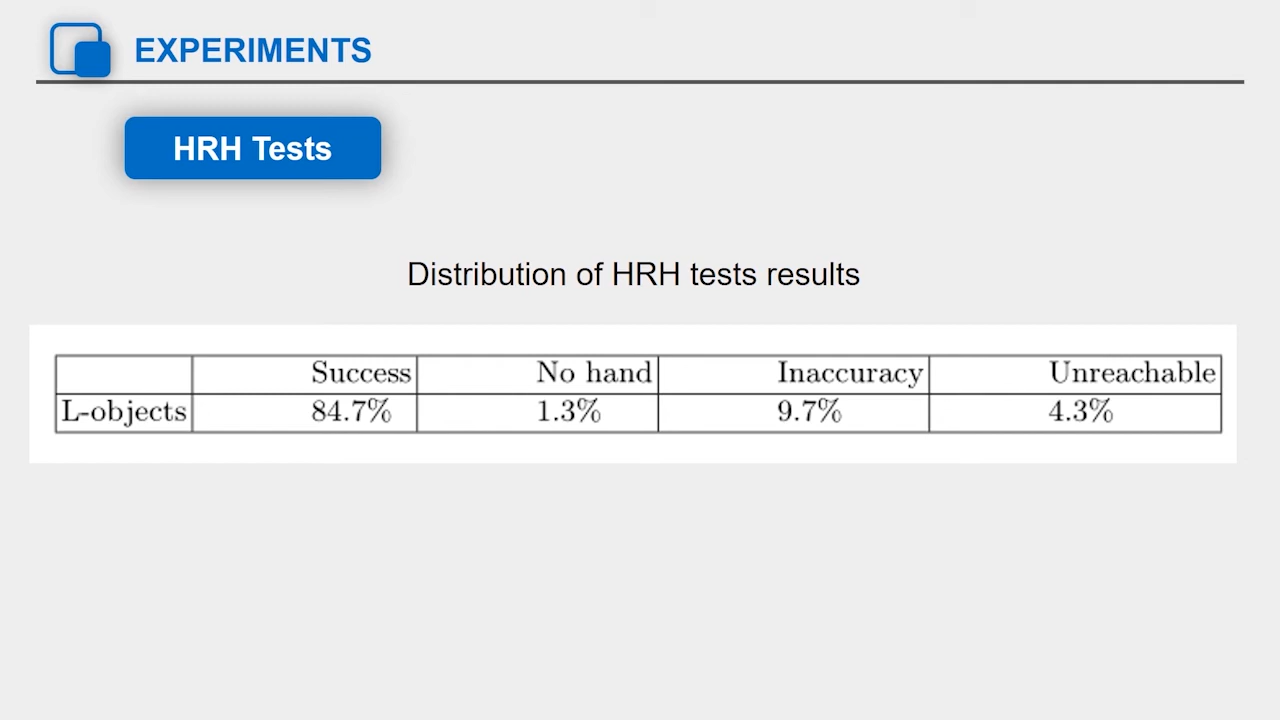 EXPERIMENTS
HRH Tests
Distribution of HRH tests results
Success No hand Inaccuracy Unreachable
L-objects 84.7% 1.3% 9.7% 4.3%